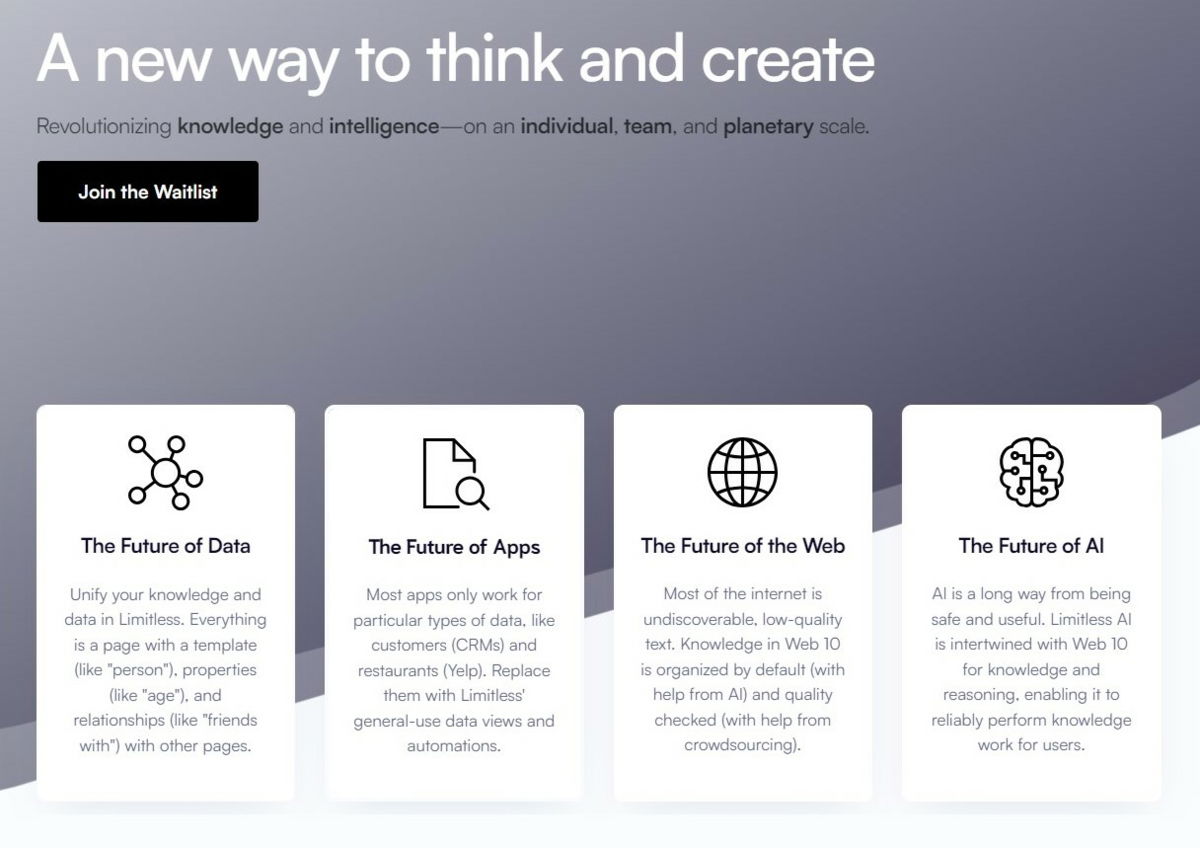 A new way to think and create
Revolutionizing knowledge and intelligence—on an individual, team, and planetary scale.
Join the Waitlist
The Future of Data
Unify your knowledge and
data in Limitless. Everything
is a page with a template
(like "person"), properties
(like "age"), and
relationships (like "friends
with") with other pages.
The Future of Apps
Most apps only work for
particular types of data, like
customers (CRMs) and
restaurants (Yelp). Replace
them with Limitless'
general-use data views and
automations.
The Future of the Web
Most of the internet is
undiscoverable, low-quality
text. Knowledge in Web 10
is organized by default (with
help from AI) and quality
checked (with help from
crowdsourcing).
The Future of AI
AI is a long way from being
safe and useful. Limitless AI
is intertwined with Web 10
for knowledge and
reasoning, enabling it to
reliably perform knowledge
work for users.